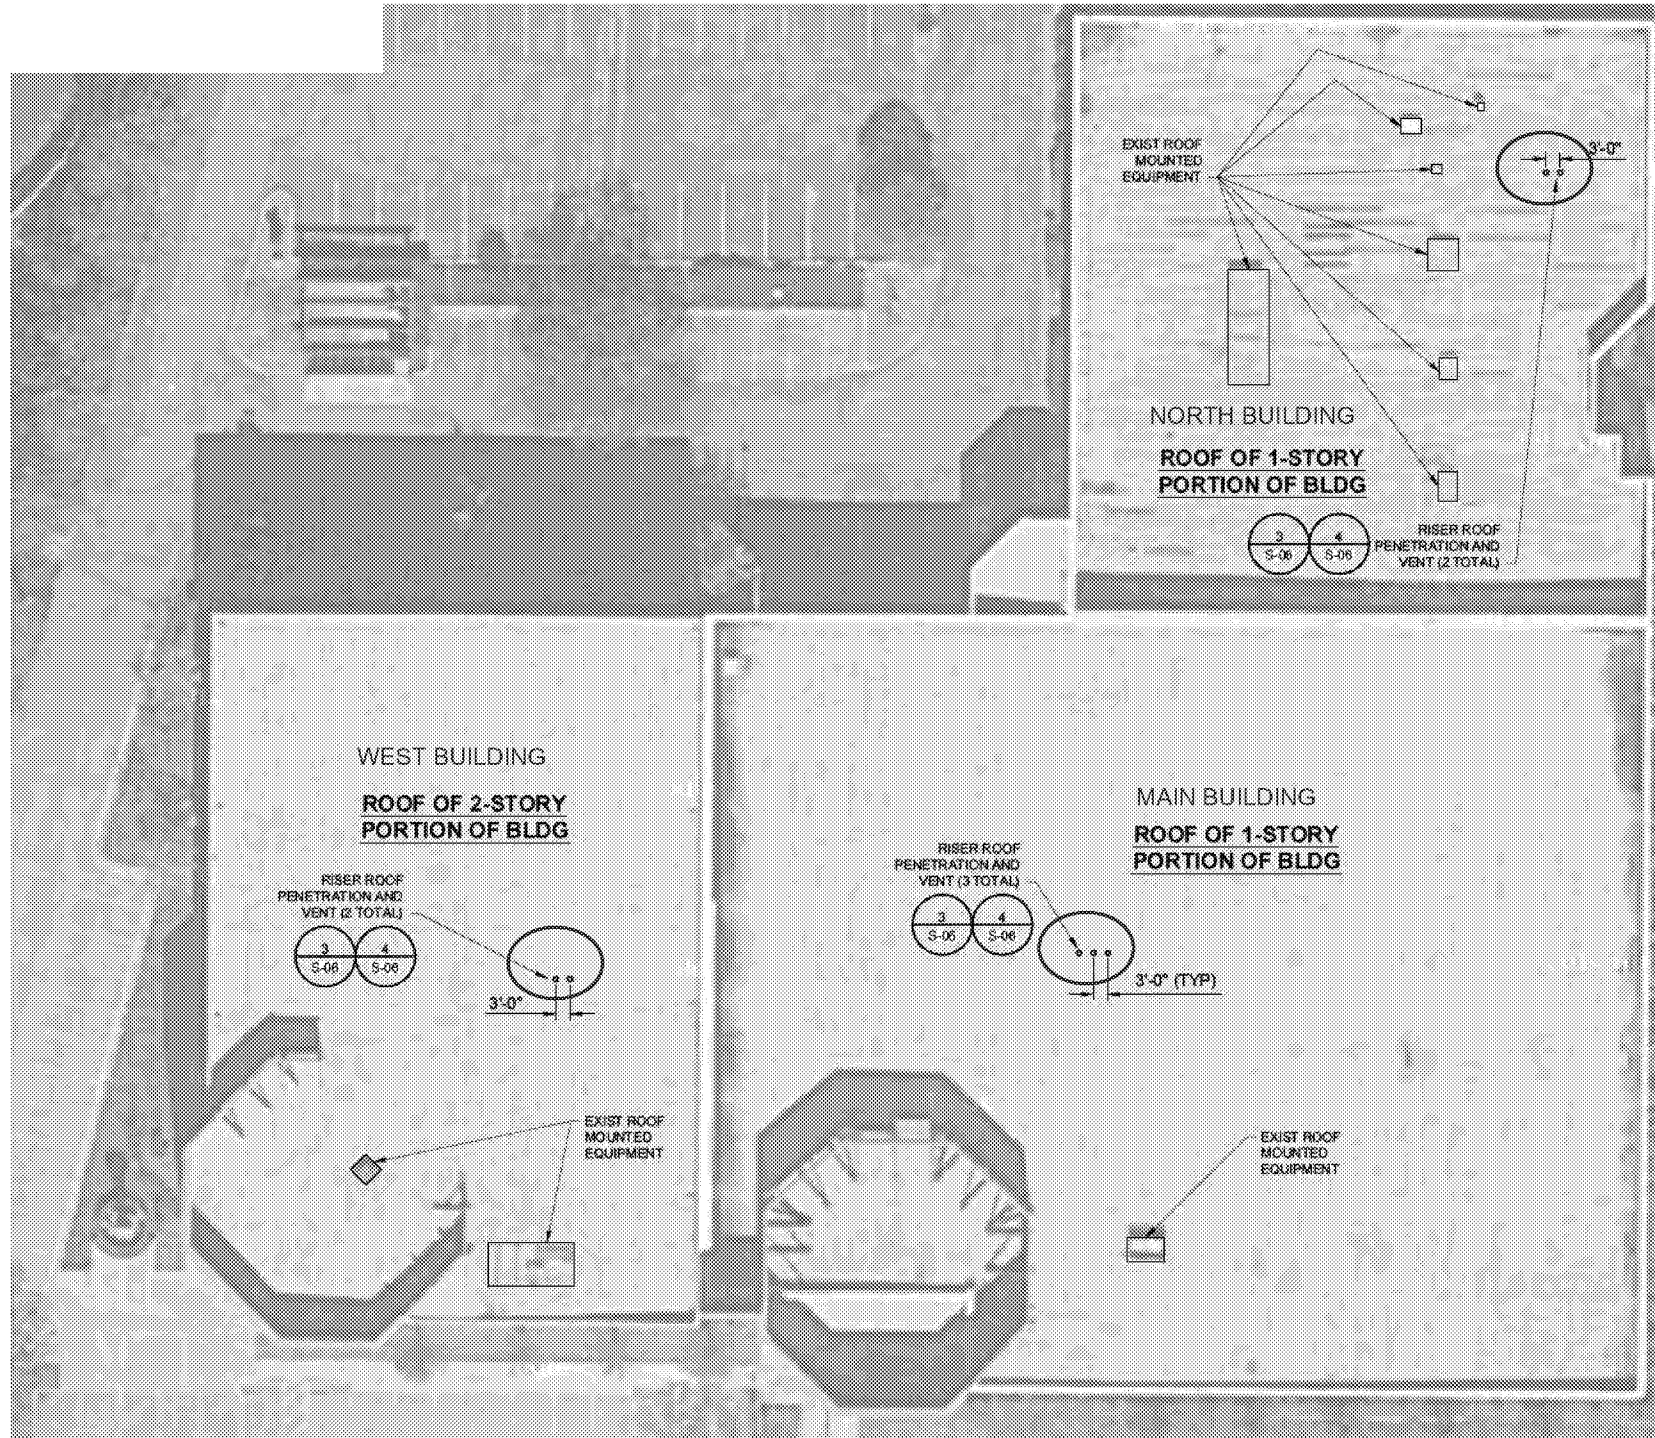 EXIST ROOF
MOUNTED
EQUIPMENT
3'-0"
NORTH BUILDING
ROOF OF 1-STORY
PORTION OF BLDG
3
S-06
4
S-06
RISER ROOF
PENETRATION AND
VENT (2 TOTAL)
WEST BUILDING
ROOF OF 2-STORY
PORTION OF BLDG
RISER ROOF
PENETRATION AND
VENT (2 TOTAL)
3
S-06
4
S-06
3'-0"
EXIST ROOF
MOUNTED
EQUIPMENT
MAIN BUILDING
ROOF OF 1-STORY
PORTION OF BLDG
RISER ROOF
PENETRATION AND
VENT (3 TOTAL)
3
S-06
4
S-06
3'-0" (TYP)
EXIST ROOF
MOUNTED
EQUIPMENT